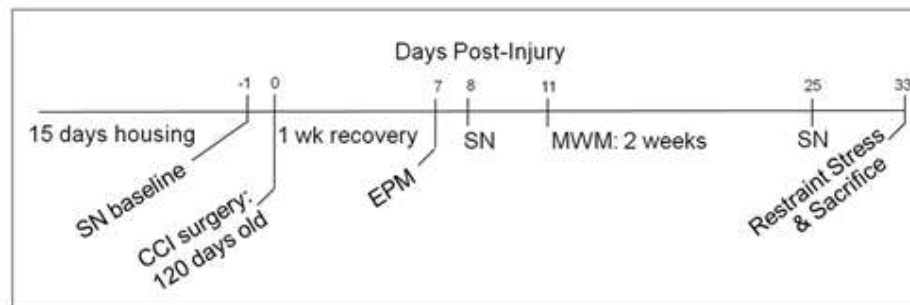 Days Post-Injury
-1 0 7 8 11 25 33
15 days housing 1 wk recovery SN MWM: 2 weeks SN
SN baseline
CCI surgery:
120 days old
EPM
Restraint Stress
& Sacrifice